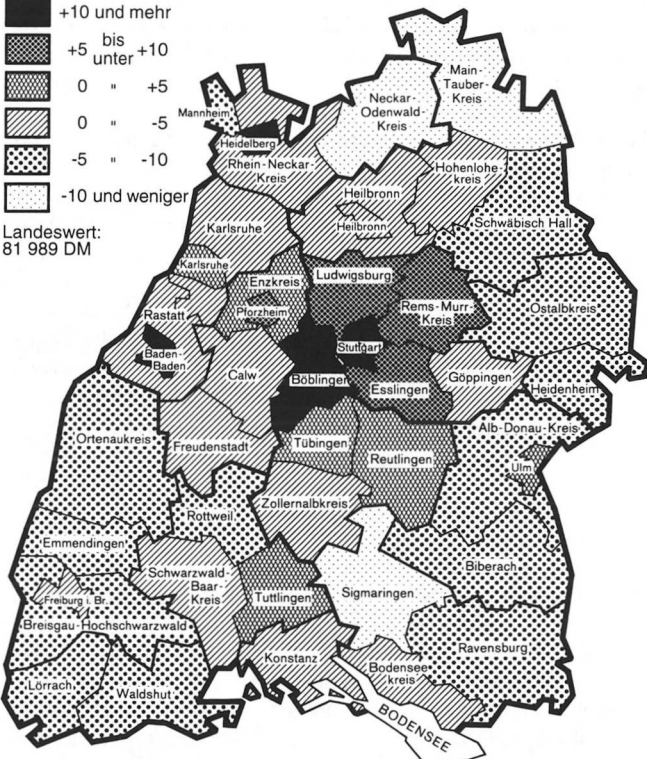 +10 und mehr
+5 bis unter +10
0 " +5
0 " -5
-5 " -10
-10 und weniger
Landeswert:
81 989 DM
Main-
Tauber-
Kreis
Neckar-
Odenwald
Kreis
Mannheim
Heidelberg
Rhein-Neckar-
Kreis
Hohenlohe-
kreis
Heilbronn
Heilbronn
Schwäbisch Hall
Karlsruhe
Karlsruhe
Enzkreis
Ludwigsburg
Rems-Murr-
Kreis
Ostalbkreis
Rastatt
Pforzheim
Baden-
Baden
Stuttgart
Calw
Böblingen
Esslingen
Göppingen
Heidenheim
Ortenaukreis
Freudenstadt
Tübingen
Reutlingen
Alb-Donau-Kreis
Ulm
Rottweil
Zollernalbkreis
Emmendingen
Schwarzwald-
Baar-
Kreis
Biberach
Freiburg i. Br.
Tuttlingen
Sigmaringen
Breisgau-Hochschwarzwald
Ravensburg
Konstanz
Bodensee
kreis
Lörrach
Waldshut
BODENSEE